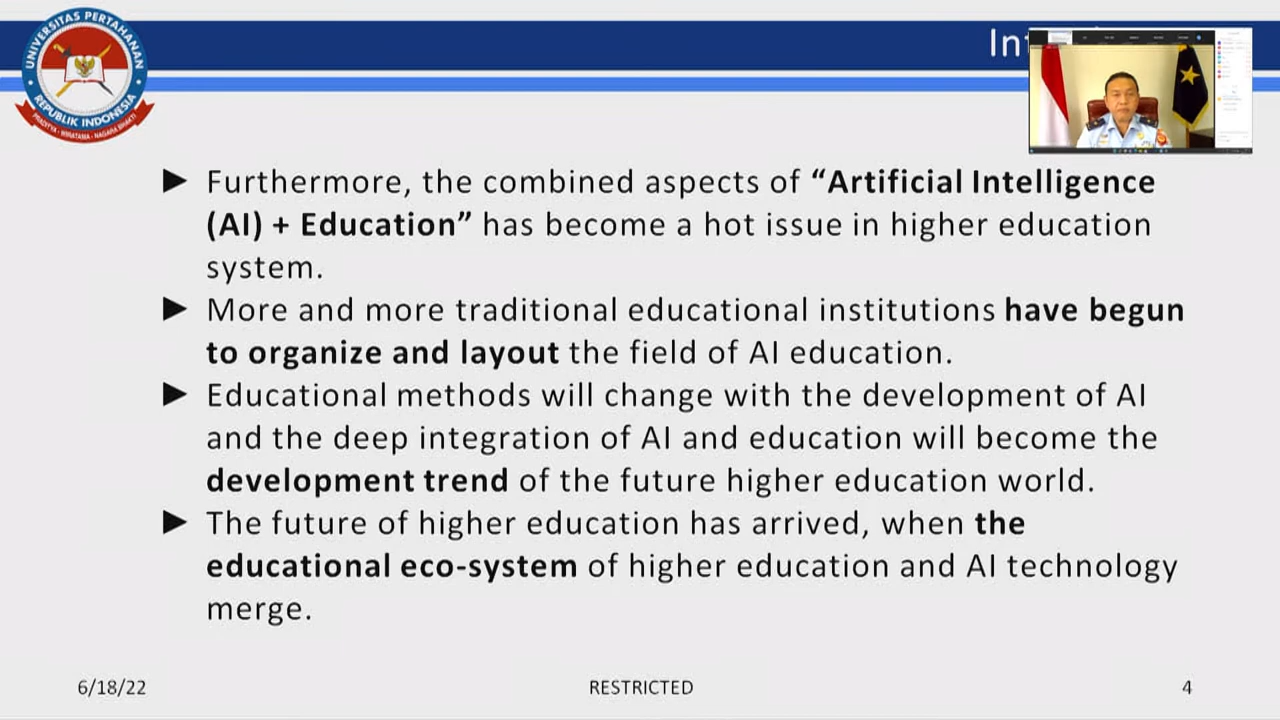 UNIVERSITAS PERTAHANAN
REPUBLIK INDONESIA
► Furthermore, the combined aspects of “Artificial Intelligence
(AI) + Education” has become a hot issue in higher education
system.
► More and more traditional educational institutions have begun
to organize and layout the field of AI education.
► Educational methods will change with the development of AI
and the deep integration of AI and education will become the
development trend of the future higher education world.
► The future of higher education has arrived, when the
educational eco-system of higher education and AI technology
merge.
6/18/22
RESTRICTED
4